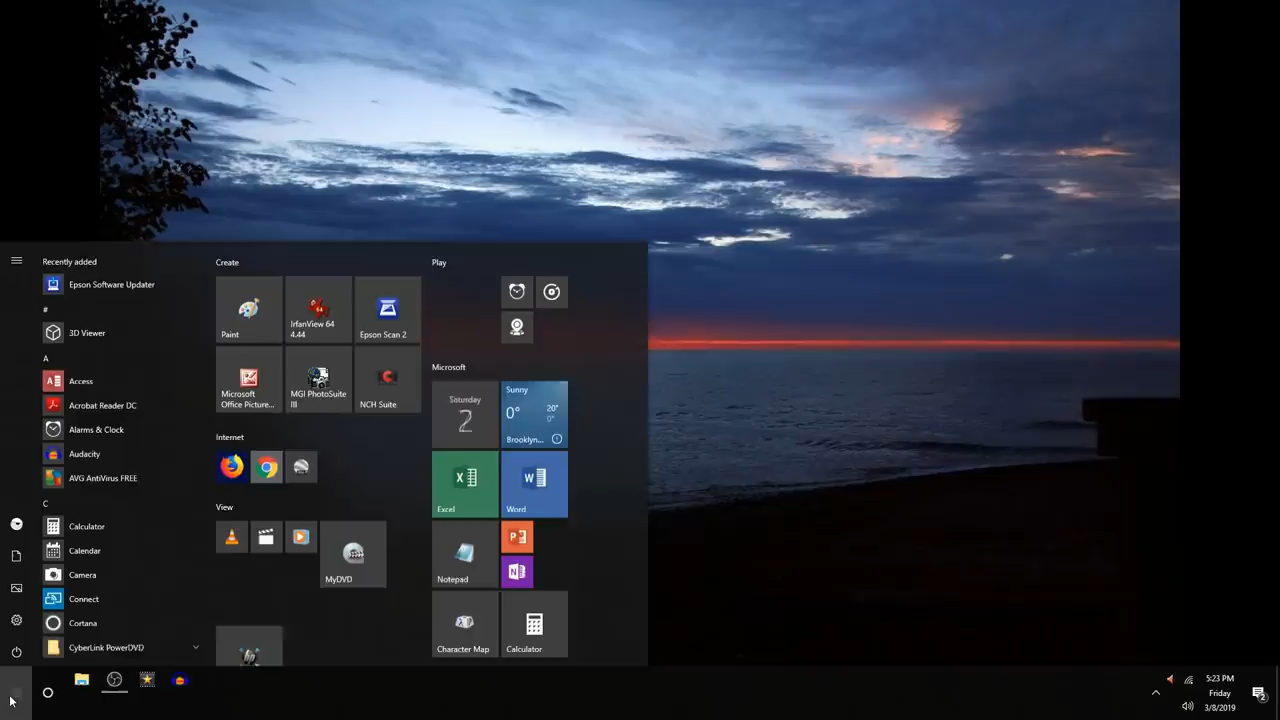 Recently added
Epson Software Updater
#
3D Viewer
A
Access
Acrobat Reader DC
Alarms & Clock
Audacity
AVG AntiVirus FREE
C
Calculator
Calendar
Camera
Connect
Cortana
CyberLink PowerDVD
Create
Paint
IrfanView 64
4.44
Epson Scan 2
Microsoft
Office Picture...
MGI PhotoSuite
III
NCH Suite
Internet
View
MyDVD
Play
Microsoft
Saturday
2
Sunny
0°
20°
0°
Brooklyn...
Excel
Word
Notepad
Character Map
Calculator
5:23 PM
Friday
3/8/2019
2